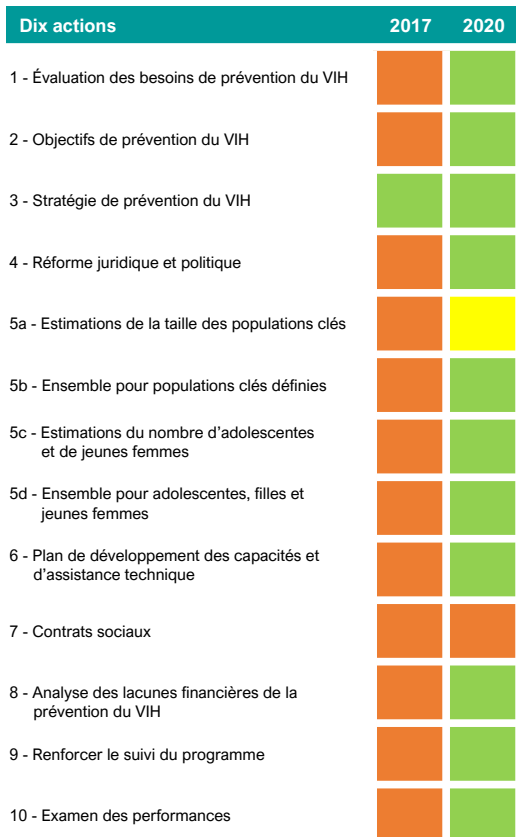 Dix actions 2017 2020
1 - Évaluation des besoins de prévention du VIH
2 - Objectifs de prévention du VIH
3 - Stratégie de prévention du VIH
4 - Réforme juridique et politique
5a - Estimations de la taille des populations clés
5b - Ensemble pour populations clés définies
5c - Estimations du nombre d’adolescentes
et de jeunes femmes
5d - Ensemble pour adolescentes, filles et
jeunes femmes
6 - Plan de développement des capacités et
d’assistance technique
7 - Contrats sociaux
8 - Analyse des lacunes financières de la
prévention du VIH
9 - Renforcer le suivi du programme
10 - Examen des performances